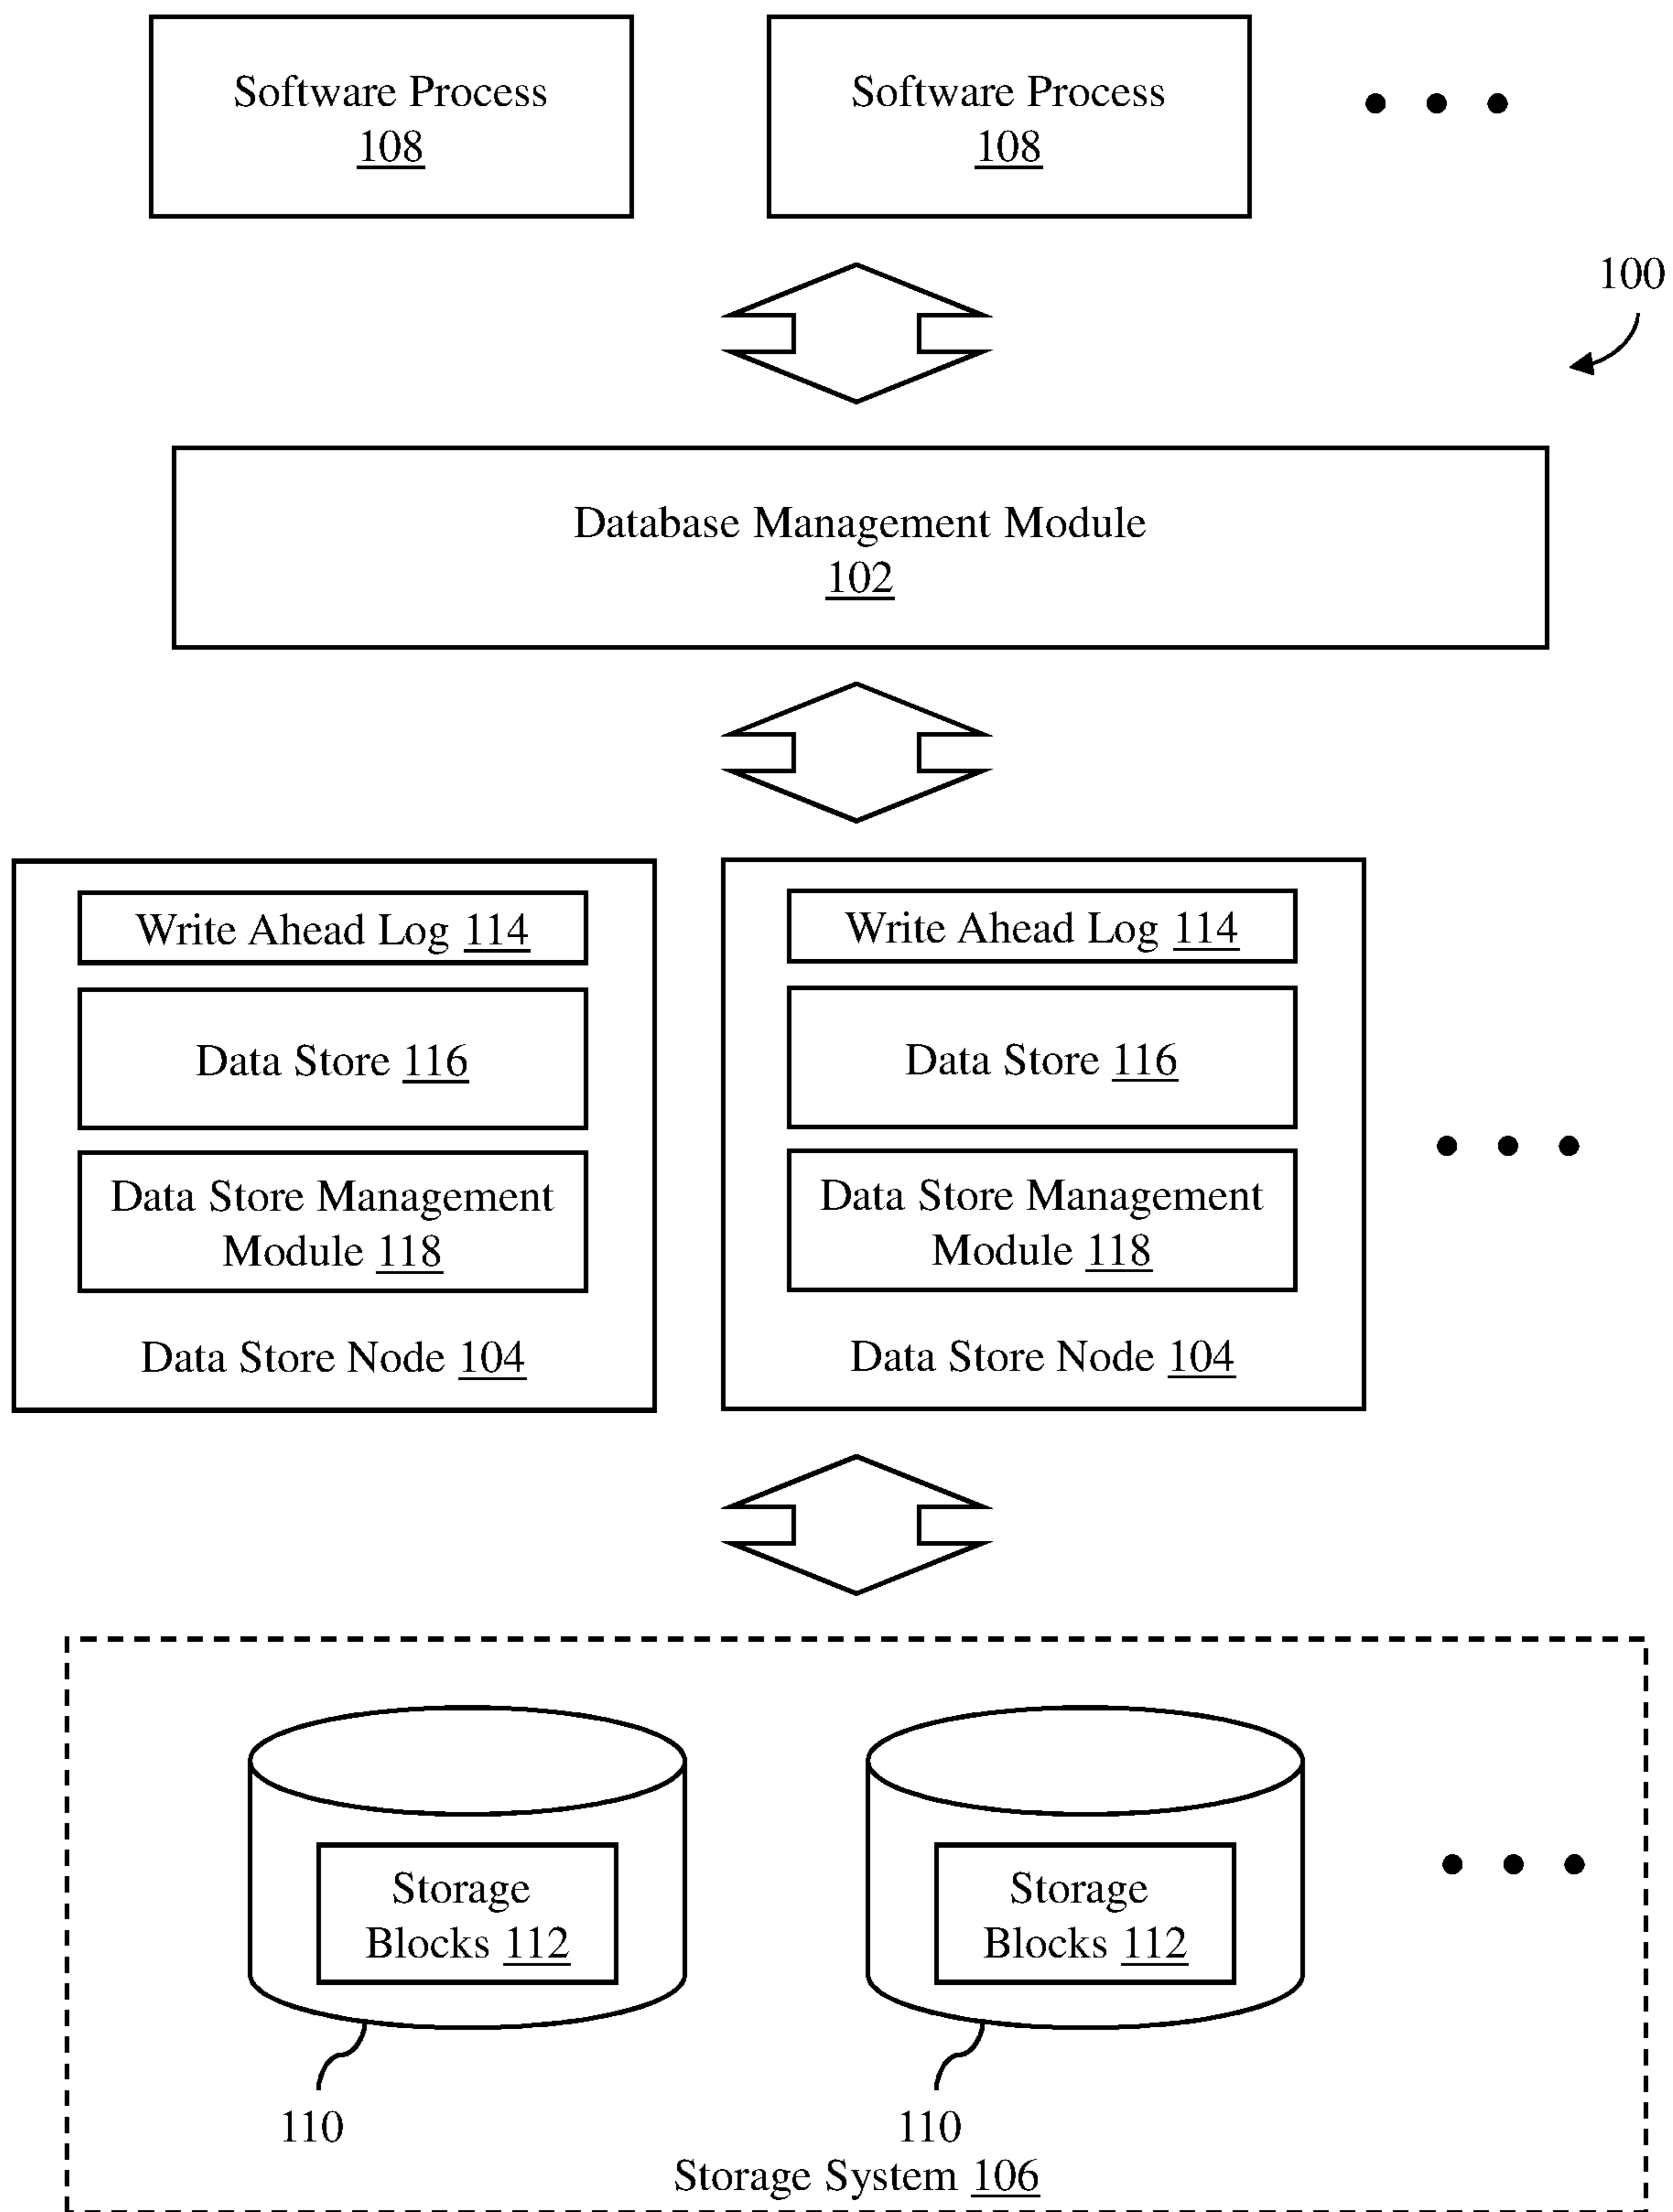 Software Process
108
Software Process
108
100
Database Management Module
102
Write Ahead Log 114
Data Store 116
Data Store Management
Module 118
Data Store Node 104
Write Ahead Log 114
Data Store 116
Data Store Management
Module 118
Data Store Node 104
Storage
Blocks 112
110
Storage
Blocks 112
110
Storage System 106